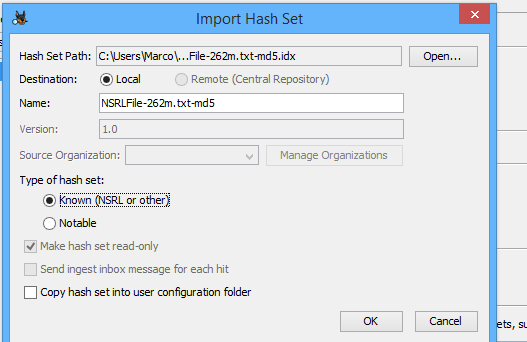 Import Hash Set
Hash Set Path: C:\Users\Marco\...File-262m.txt-md5.idx Open...
Destination: Local Remote (Central Repository)
Name: NSRLFile-262m.txt-md5
Version: 1.0
Source Organization: Manage Organizations
Type of hash set:
Known (NSRL or other)
Notable
Make hash set read-only
Send ingest inbox message for each hit
Copy hash set into user configuration folder
OK Cancel
ets, su